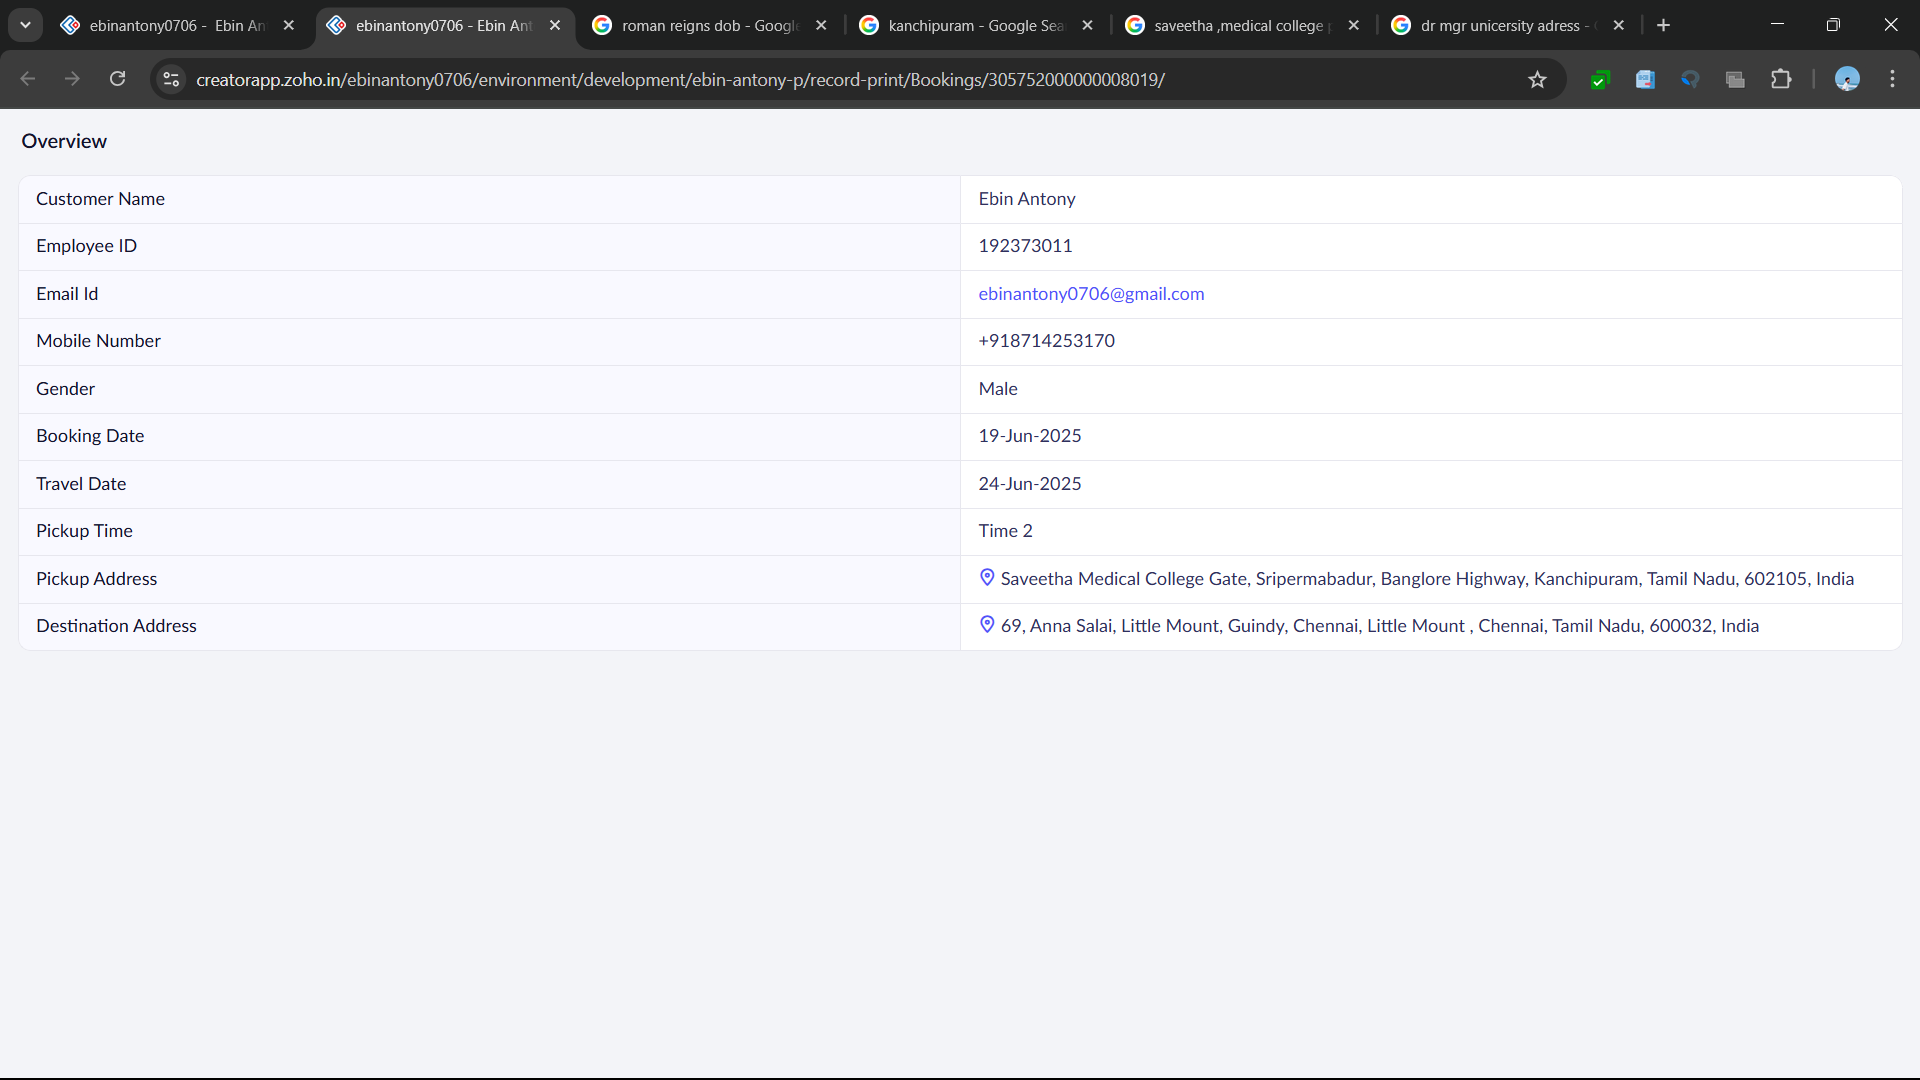 ebinantony0706 - Ebin An
ebinantony0706 - Ebin Ant
roman reigns dob - Google
kanchipuram - Google Sea
saveetha ,medical college p
dr mgr unicersity adress -
creatorapp.zoho.in/ebinantony0706/environment/development/ebin-antony-p/record-print/Bookings/305752000000008019/
Overview
Customer Name Ebin Antony
Employee ID 192373011
Email Id ebinantony0706@gmail.com
Mobile Number +918714253170
Gender Male
Booking Date 19-Jun-2025
Travel Date 24-Jun-2025
Pickup Time Time 2
Pickup Address Saveetha Medical College Gate, Sripermabadur, Banglore Highway, Kanchipuram, Tamil Nadu, 602105, India
Destination Address 69, Anna Salai, Little Mount, Guindy, Chennai, Little Mount , Chennai, Tamil Nadu, 600032, India